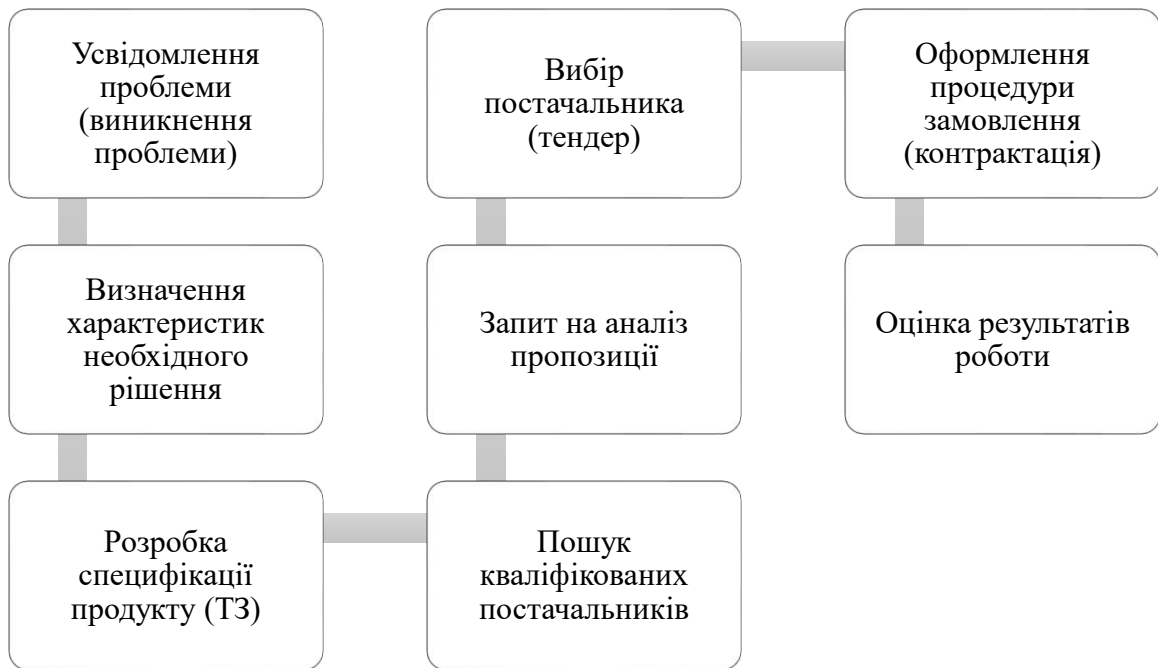 Усвідомлення
проблеми
(виникнення
проблеми)
Визначення
характеристик
необхідного
рішення
Розробка
специфікації
продукту (ТЗ)
Пошук
кваліфікованих
постачальників
Запит на аналіз
пропозиції
Вибір
постачальника
(тендер)
Оформлення
процедури
замовлення
(контрактація)
Оцінка результатів
роботи